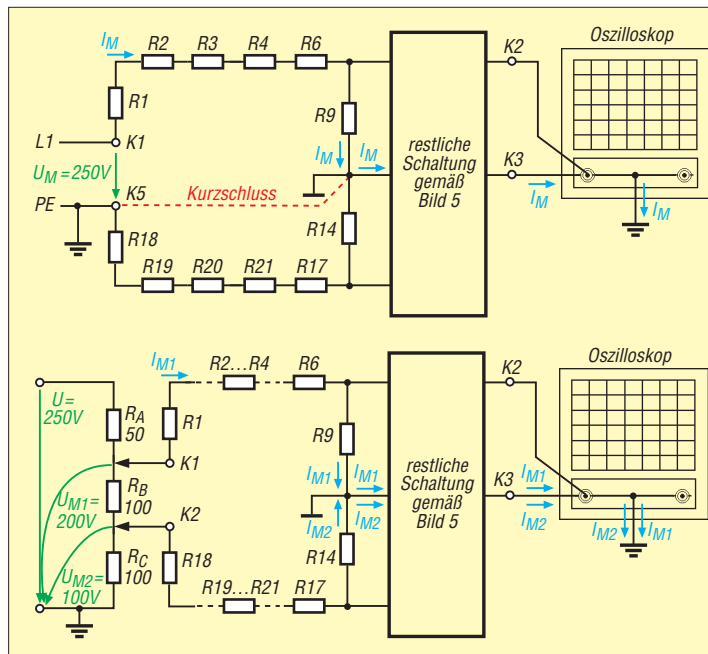 Oszilloskop
I_M R2 R3 R4 R6 K2
R1 R9
L1 K1
restliche
Schaltung
gemäß
Bild 5
I_M I_M
U_M=250V
K3
Kurzschluss
PE K5
I_M I_M
R18 R14
R19 R20 R21 R17
Oszilloskop
I_M1 R2...R4 R6 K2
U=
250V
R_A
50
R1 R9
K1
restliche
Schaltung
gemäß
Bild 5
U_M1=
200V
R_B
100
K2
I_M1 I_M1
K3 I_M1
I_M2 I_M2
I_M2
I_M2 I_M1
U_M2=
100V
R_C
100
R18 R14
R19...R21 R17